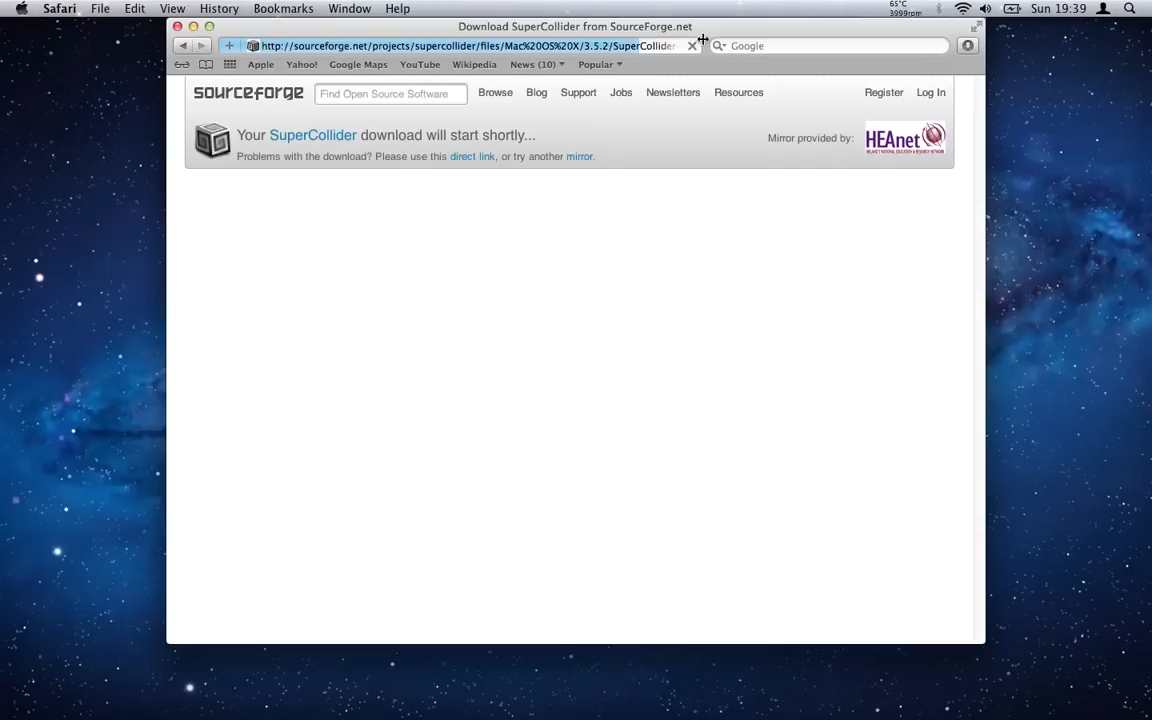 Safari File Edit View History Bookmarks Window Help 65°C 3999rpm Sun 19:39
Download SuperCollider from SourceForge.net
http://sourceforge.net/projects/supercollider/files/Mac%20OS%20X/3.5.2/SuperCollider Google
Apple Yahoo! Google Maps YouTube Wikipedia News (10) Popular
sourceforge Find Open Source Software Browse Blog Support Jobs Newsletters Resources Register Log In
Your SuperCollider download will start shortly... Mirror provided by: HEAnet
Problems with the download? Please use this direct link, or try another mirror.